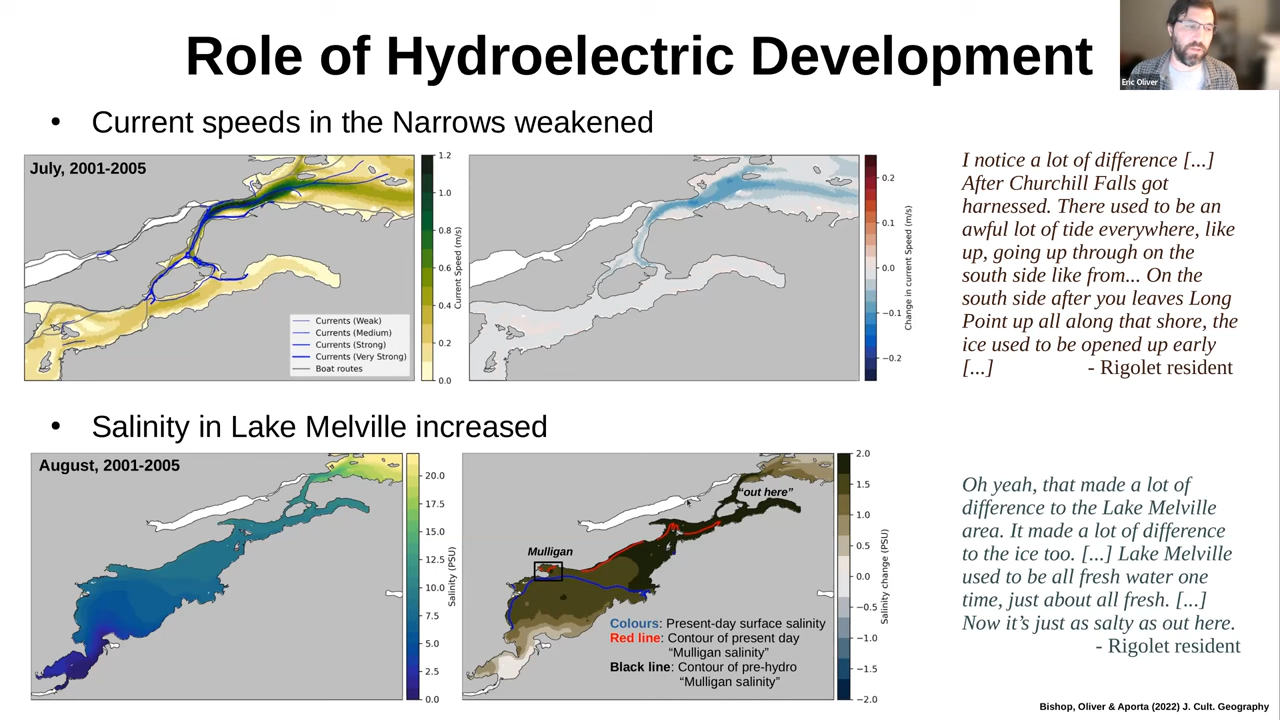 Role of Hydroelectric Development
Eric Oliver
• Current speeds in the Narrows weakened
July, 2001-2005
1.2
1.0
0.8
0.6
0.4
0.2
0.0
Current Speed (m/s)
Currents (Weak)
Currents (Medium)
Currents (Strong)
Currents (Very Strong)
Boat routes
0.2
0.1
0.0
−0.1
−0.2
Change in current Speed (m/s)
I notice a lot of difference [...]
After Churchill Falls got
harnessed. There used to be an
awful lot of tide everywhere, like
up, going up through on the
south side like from... On the
south side after you leaves Long
Point up all along that shore, the
ice used to be opened up early
[...] - Rigolet resident
• Salinity in Lake Melville increased
August, 2001-2005
20.0
17.5
15.0
12.5
10.0
7.5
5.0
2.5
0.0
Salinity (PSU)
“out here”
Mulligan
Colours: Present-day surface salinity
Red line: Contour of present day
“Mulligan salinity”
Black line: Contour of pre-hydro
“Mulligan salinity”
2.0
1.5
1.0
0.5
0.0
−0.5
−1.0
−1.5
−2.0
Salinity change (PSU)
Oh yeah, that made a lot of
difference to the Lake Melville
area. It made a lot of difference
to the ice too. [...] Lake Melville
used to be all fresh water one
time, just about all fresh. [...]
Now it’s just as salty as out here.
- Rigolet resident
Bishop, Oliver & Aporta (2022) J. Cult. Geography